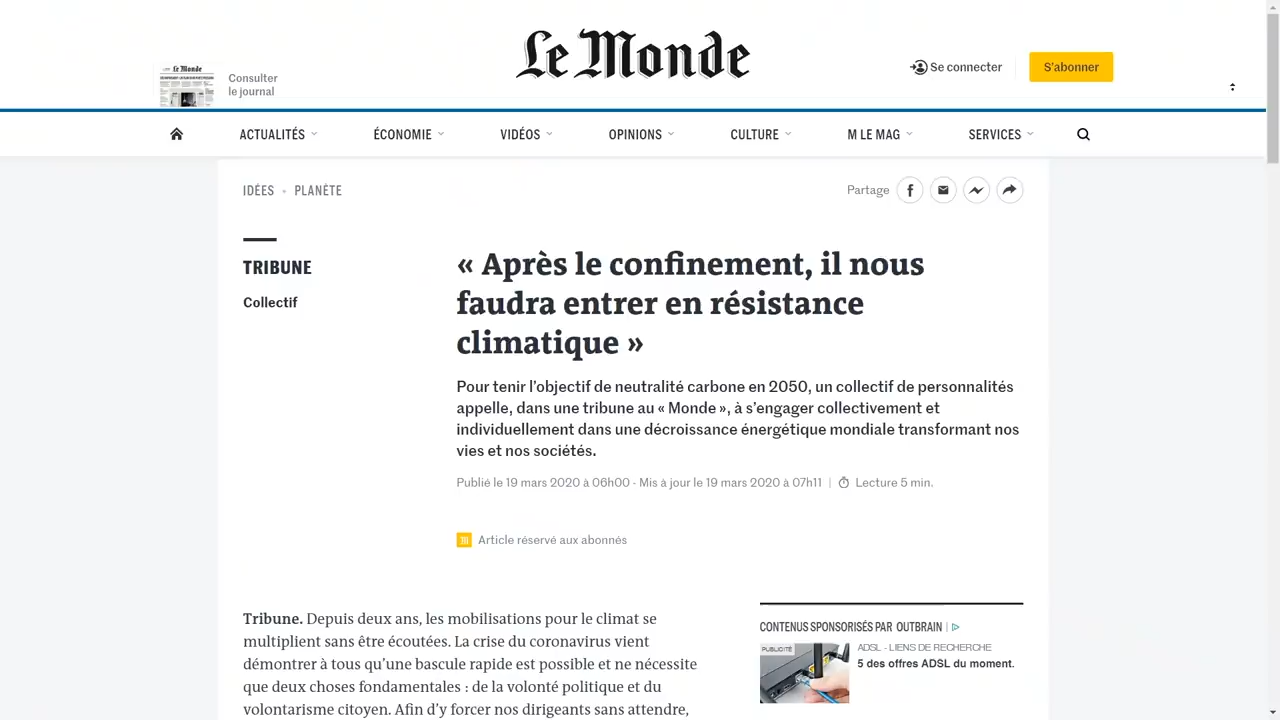 Le Monde
Consulter
le journal
Se connecter
S'abonner
ACTUALITÉS
ÉCONOMIE
VIDÉOS
OPINIONS
CULTURE
M LE MAG
SERVICES
IDÉES • PLANÈTE
Partage
TRIBUNE
Collectif
« Après le confinement, il nous
faudra entrer en résistance
climatique »
Pour tenir l’objectif de neutralité carbone en 2050, un collectif de personnalités
appelle, dans une tribune au « Monde », à s’engager collectivement et
individuellement dans une décroissance énergétique mondiale transformant nos
vies et nos sociétés.
Publié le 19 mars 2020 à 06h00 - Mis à jour le 19 mars 2020 à 07h11 | Lecture 5 min.
Article réservé aux abonnés
Tribune. Depuis deux ans, les mobilisations pour le climat se
multiplient sans être écoutées. La crise du coronavirus vient
démontrer à tous qu’une bascule rapide est possible et ne nécessite
que deux choses fondamentales : de la volonté politique et du
volontarisme citoyen. Afin d’y forcer nos dirigeants sans attendre,
CONTENUS SPONSORISÉS PAR OUTBRAIN |
PUBLICITÉ
ADSL - LIENS DE RECHERCHE
5 des offres ADSL du moment.